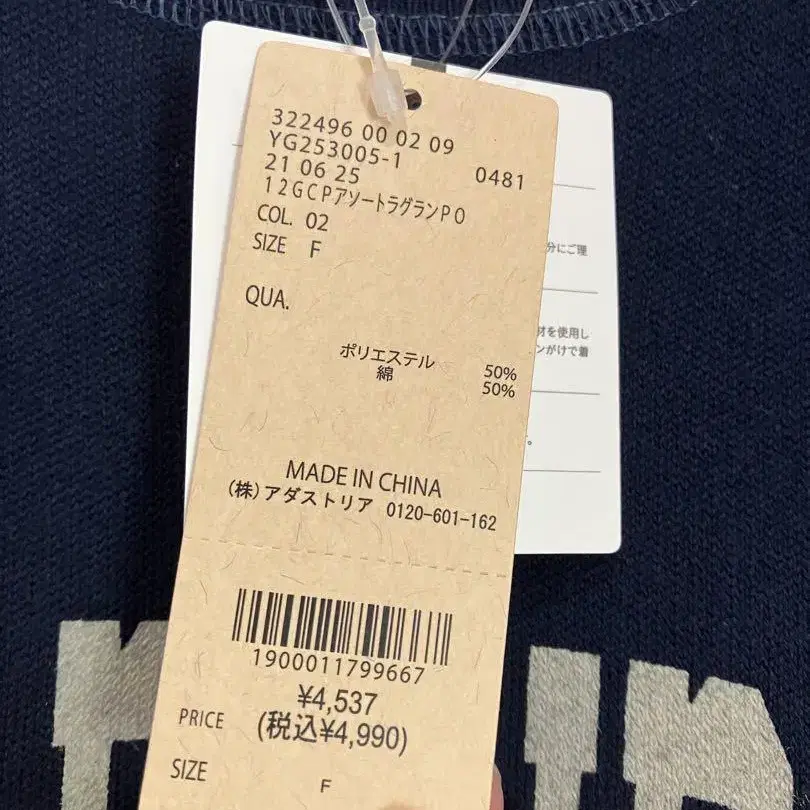 322496 00 02 09
YG253005-1 0481
21 06 25
12GCPアソートラグランPO
COL. 02
SIZE F
QUA.
ポリエステル 50%
綿 50%
MADE IN CHINA
(株)アダストリア 0120-601-162
1900011799667
¥4,537
PRICE (税込¥4,990)
SIZE F
分にご理
材を使用し
ンがけで着
。